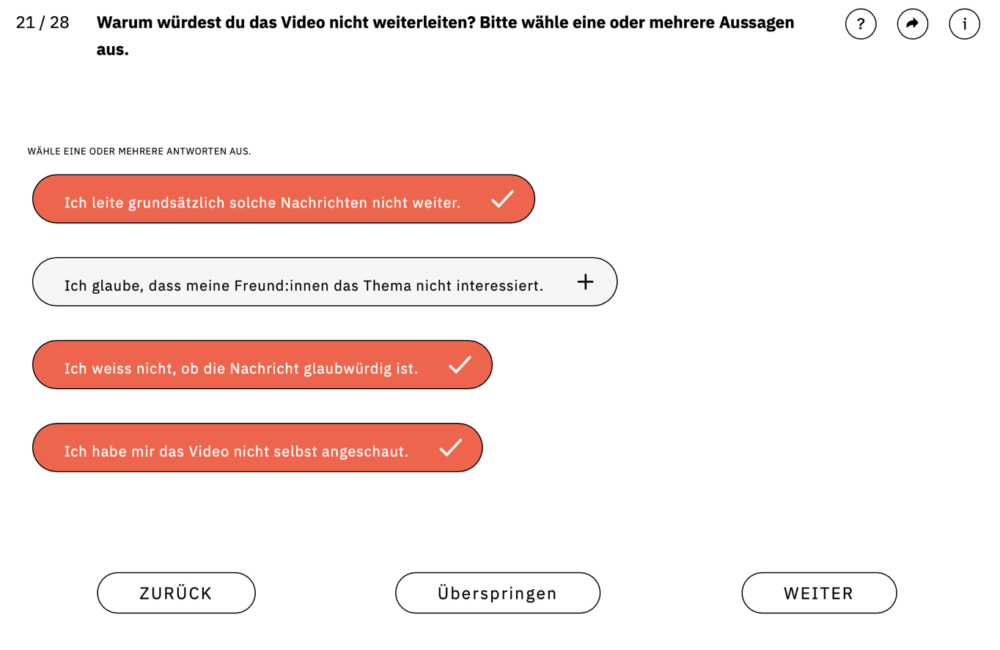 21 / 28
Warum würdest du das Video nicht weiterleiten? Bitte wähle eine oder mehrere Aussagen
aus.
?
i
WÄHLE EINE ODER MEHRERE ANTWORTEN AUS.
Ich leite grundsätzlich solche Nachrichten nicht weiter.
Ich glaube, dass meine Freund:innen das Thema nicht interessiert.
Ich weiss nicht, ob die Nachricht glaubwürdig ist.
Ich habe mir das Video nicht selbst angeschaut.
ZURÜCK
Überspringen
WEITER